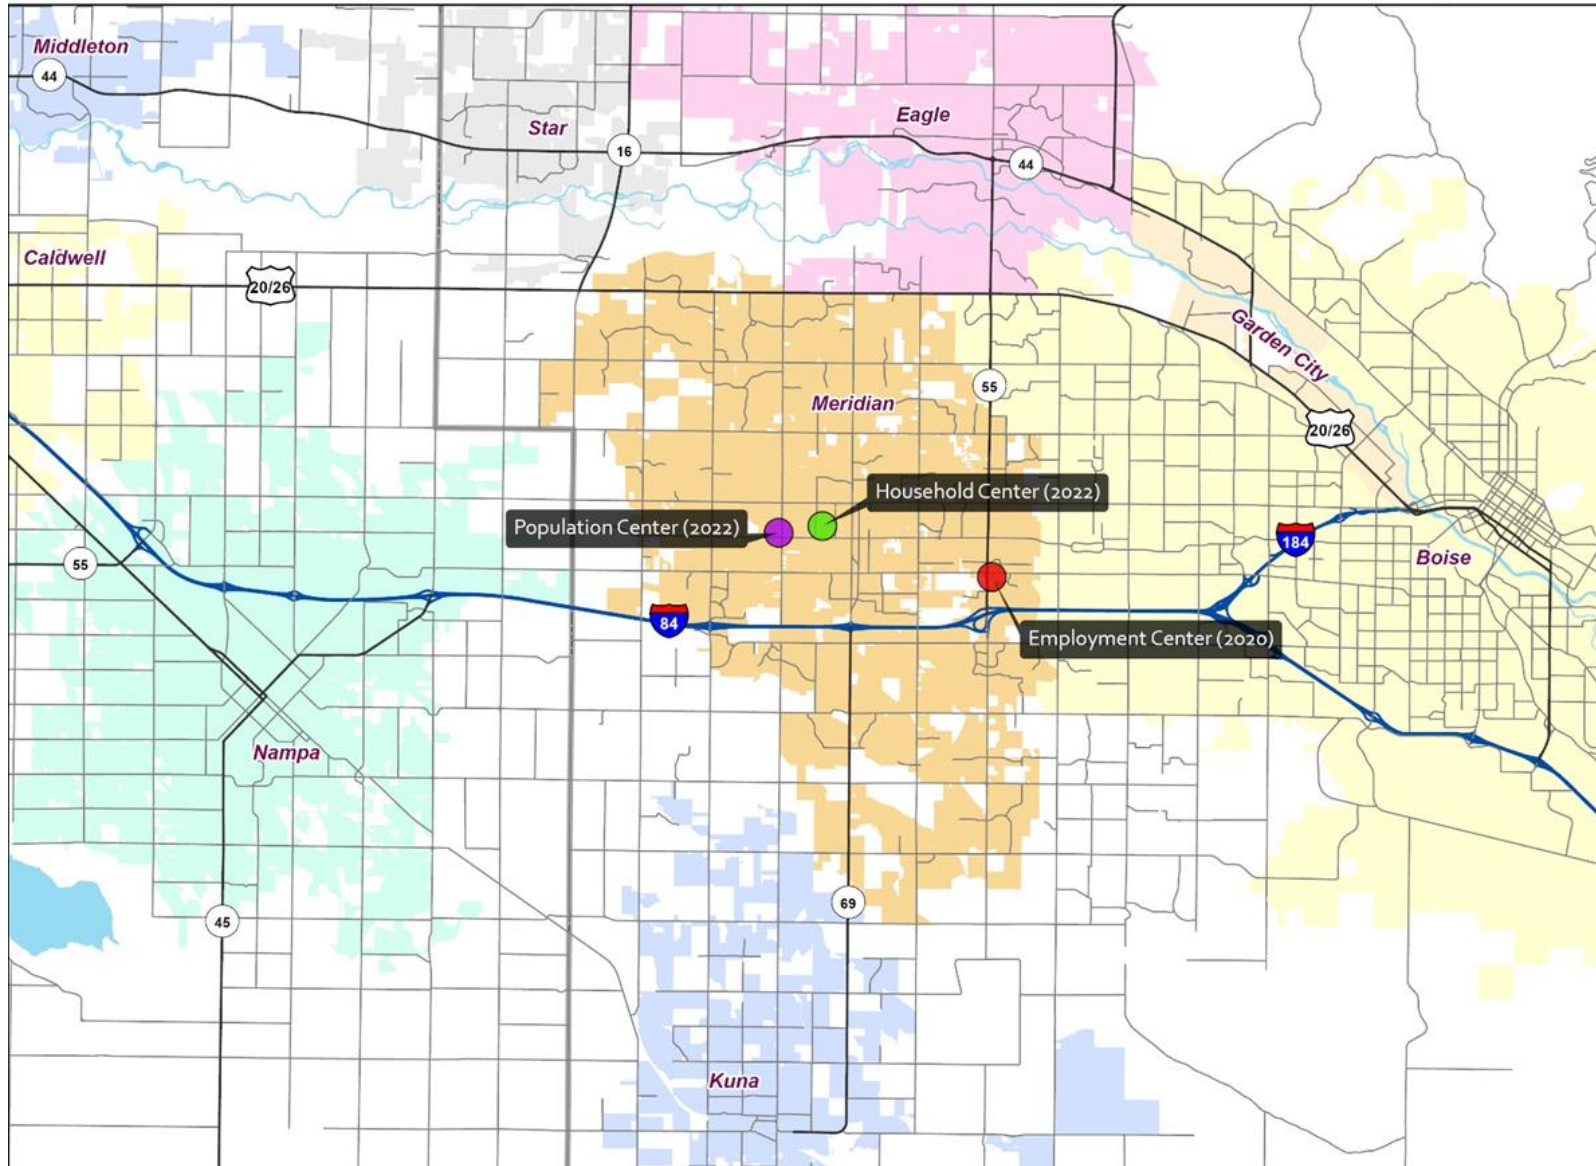 Middleton
44
Star
Eagle
16
44
Caldwell
20/26
Garden City
55
Meridian
20/26
Household Center (2022)
Population Center (2022)
184
55
Boise
84
Employment Center (2020)
Nampa
69
45
Kuna